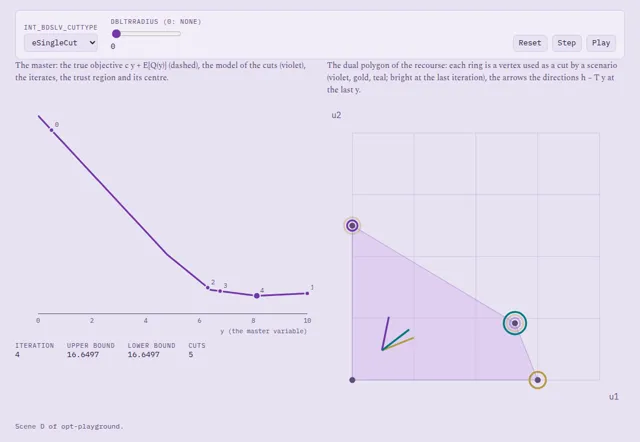 INT_BDSLV_CUTTYPE
DBLTRRADIUS (0: NONE)
eSingleCut
0
Reset
Step
Play
The master: the true objective c y + E[Q(y)] (dashed), the model of the cuts (violet),
the iterates, the trust region and its centre.
The dual polygon of the recourse: each ring is a vertex used as a cut by a scenario
(violet, gold, teal; bright at the last iteration), the arrows the directions h − T y at
the last y.
u2
0
2
3
4
1
0
2
4
6
8
10
y (the master variable)
ITERATION
UPPER BOUND
LOWER BOUND
CUTS
4
16.6497
16.6497
5
u1
Scene D of opt-playground.